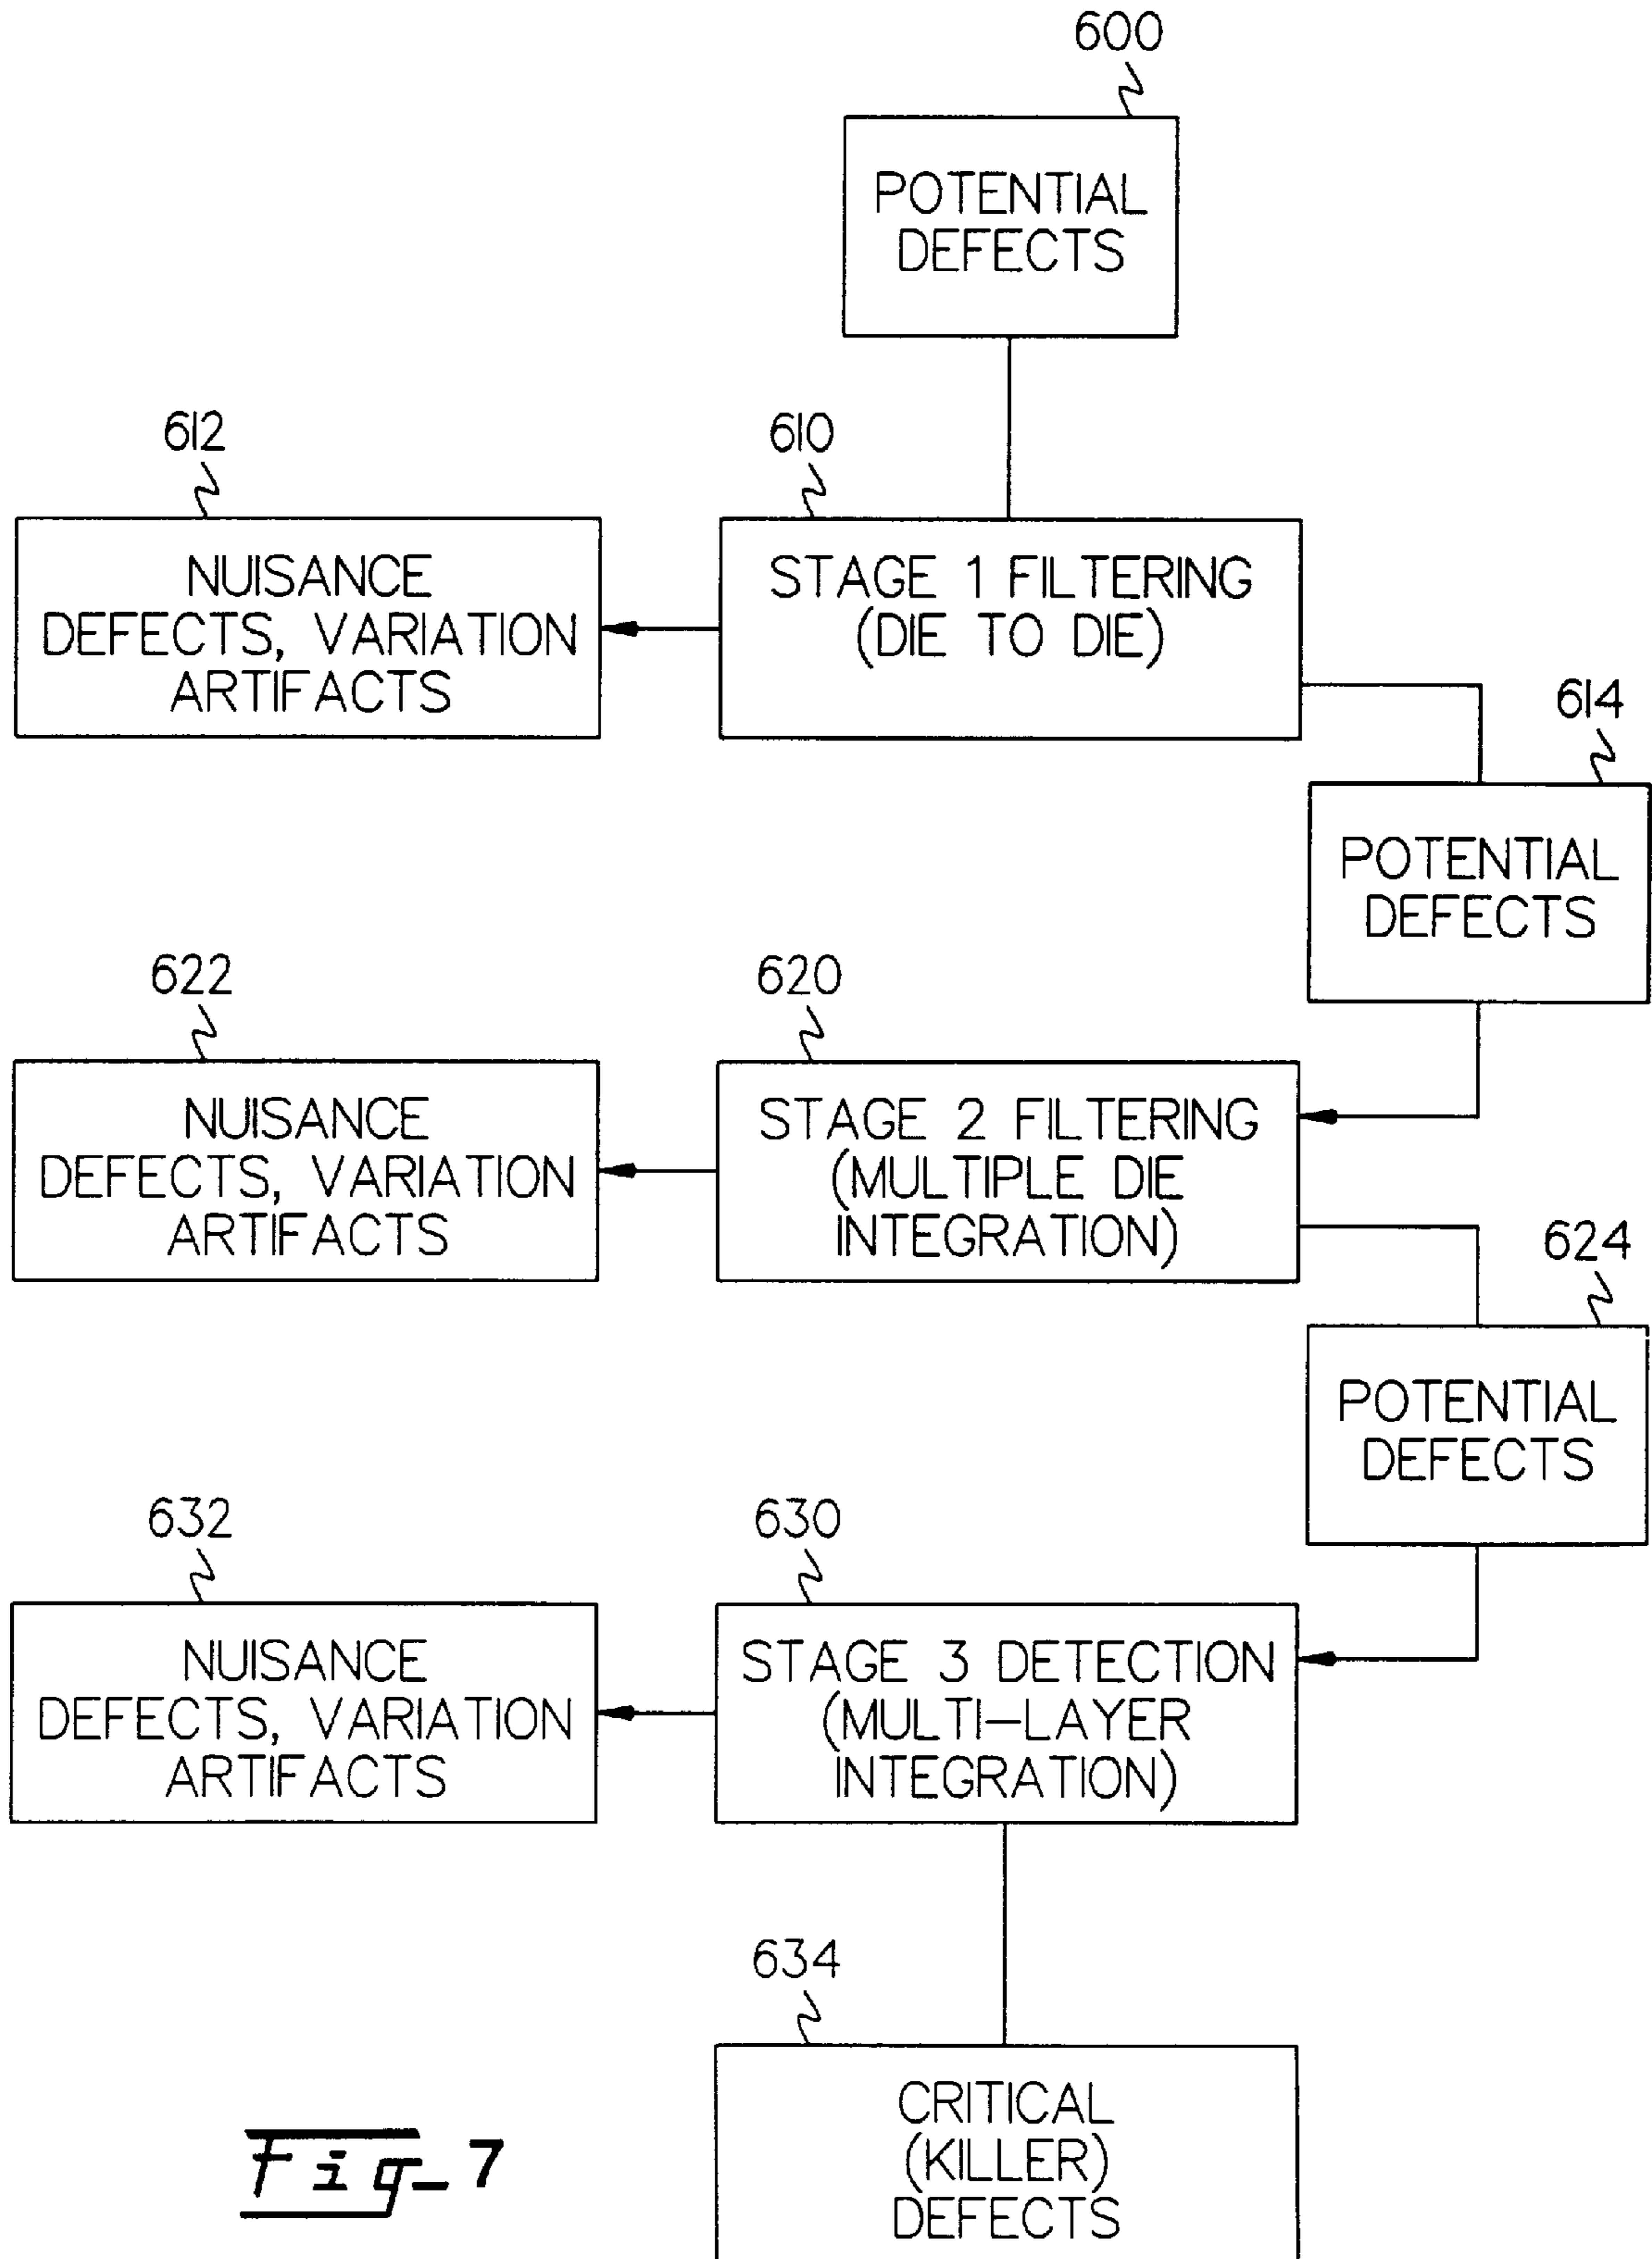 600
POTENTIAL
DEFECTS
612
610
NUISANCE
DEFECTS, VARIATION
ARTIFACTS
STAGE 1 FILTERING
(DIE TO DIE)
614
POTENTIAL
DEFECTS
622
620
NUISANCE
DEFECTS, VARIATION
ARTIFACTS
STAGE 2 FILTERING
(MULTIPLE DIE
INTEGRATION)
624
POTENTIAL
DEFECTS
632
630
NUISANCE
DEFECTS, VARIATION
ARTIFACTS
STAGE 3 DETECTION
(MULTI-LAYER
INTEGRATION)
634
CRITICAL
(KILLER)
DEFECTS
Fig_7